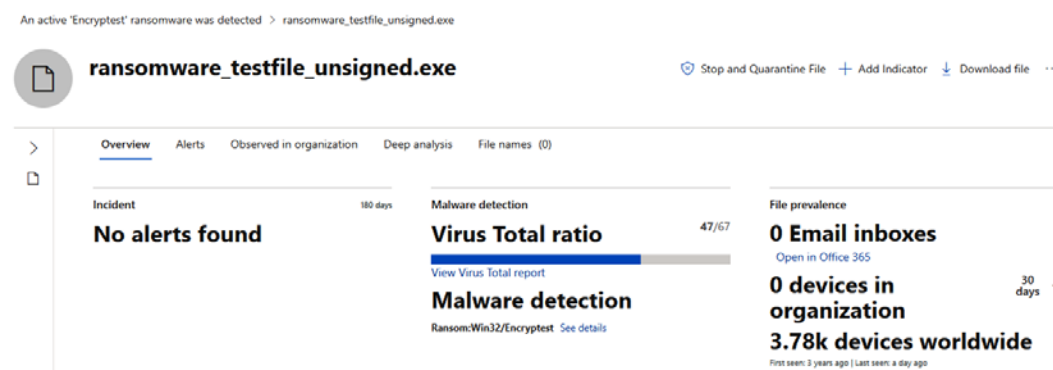 An active 'Encryptest' ransomware was detected > ransomware_testfile_unsigned.exe
ransomware_testfile_unsigned.exe
Stop and Quarantine File
Add Indicator
Download file
Overview
Alerts
Observed in organization
Deep analysis
File names (0)
Incident
180 days
No alerts found
Malware detection
Virus Total ratio
47/67
View Virus Total report
Malware detection
Ransom:Win32/Encryptest See details
File prevalence
0 Email inboxes
Open in Office 365
0 devices in
organization
30
days
3.78k devices worldwide
First seen: 3 years ago | Last seen: a day ago